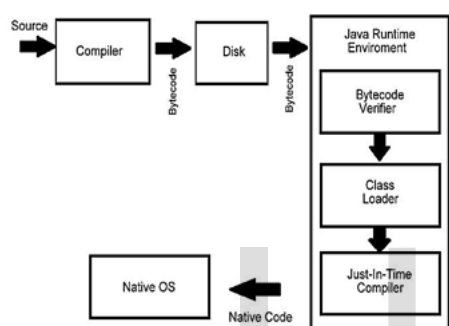 Source
Compiler
Bytecode
Disk
Bytecode
Java Runtime
Enviroment
Bytecode
Verifier
Class
Loader
Just-In-Time
Compiler
Native Code
Native OS